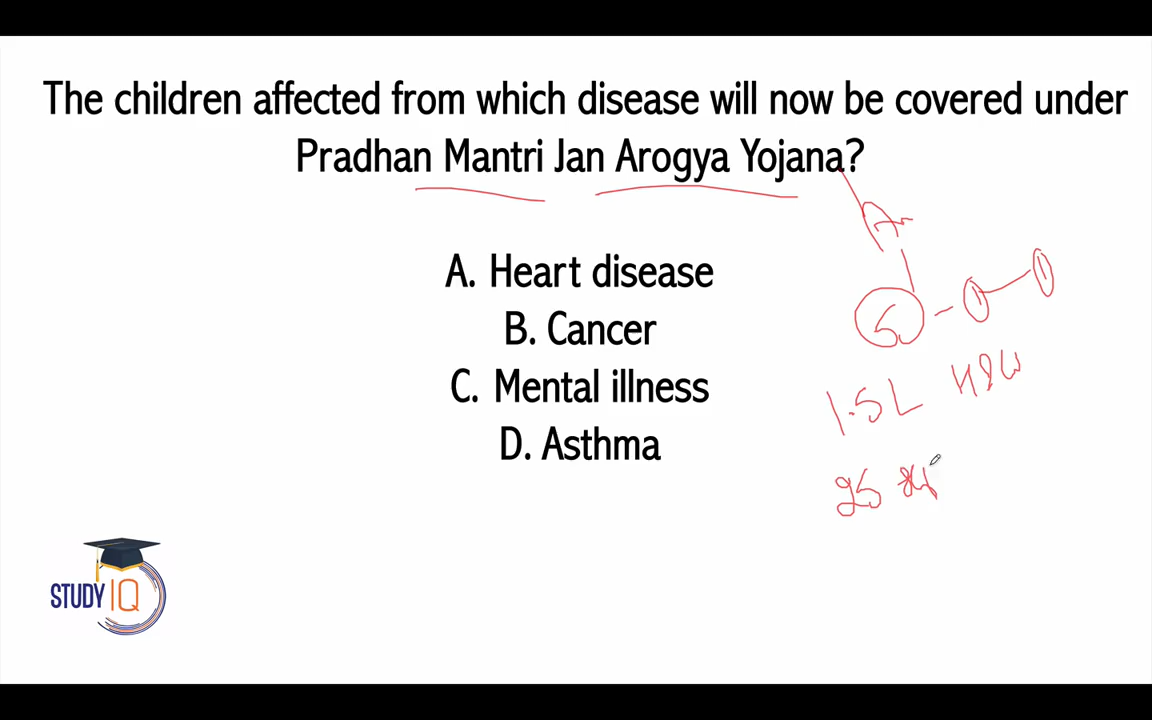 The children affected from which disease will now be covered under
Pradhan Mantri Jan Arogya Yojana?
A. Heart disease
B. Cancer
C. Mental illness
D. Asthma
1.5L H&W
25
STUDY IQ